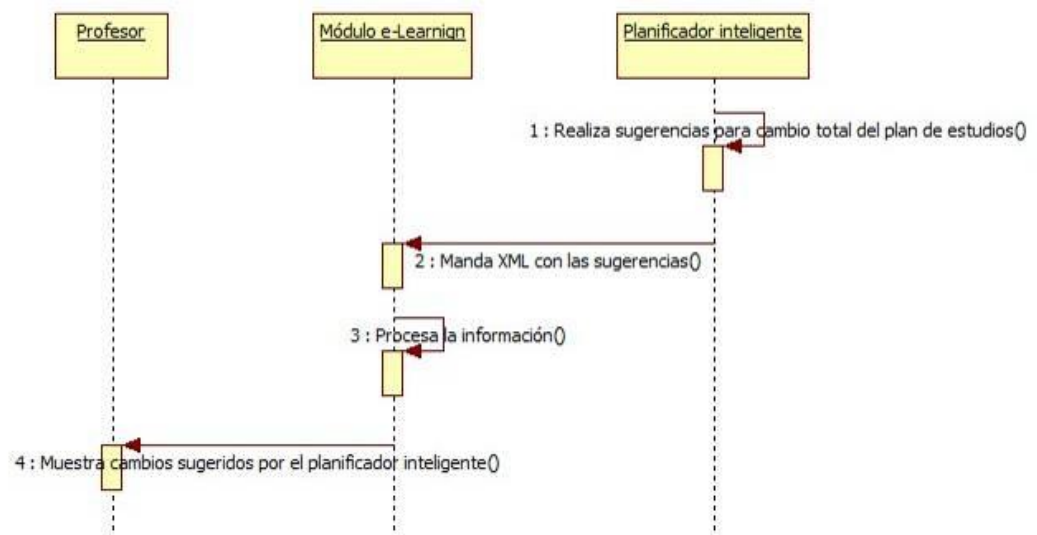 Profesor
Módulo e-Learnign
Planificador inteligente
1 : Realiza sugerencias para cambio total del plan de estudios()
2 : Manda XML con las sugerencias()
3 : Procesa la información()
4 : Muestra cambios sugeridos por el planificador inteligente()